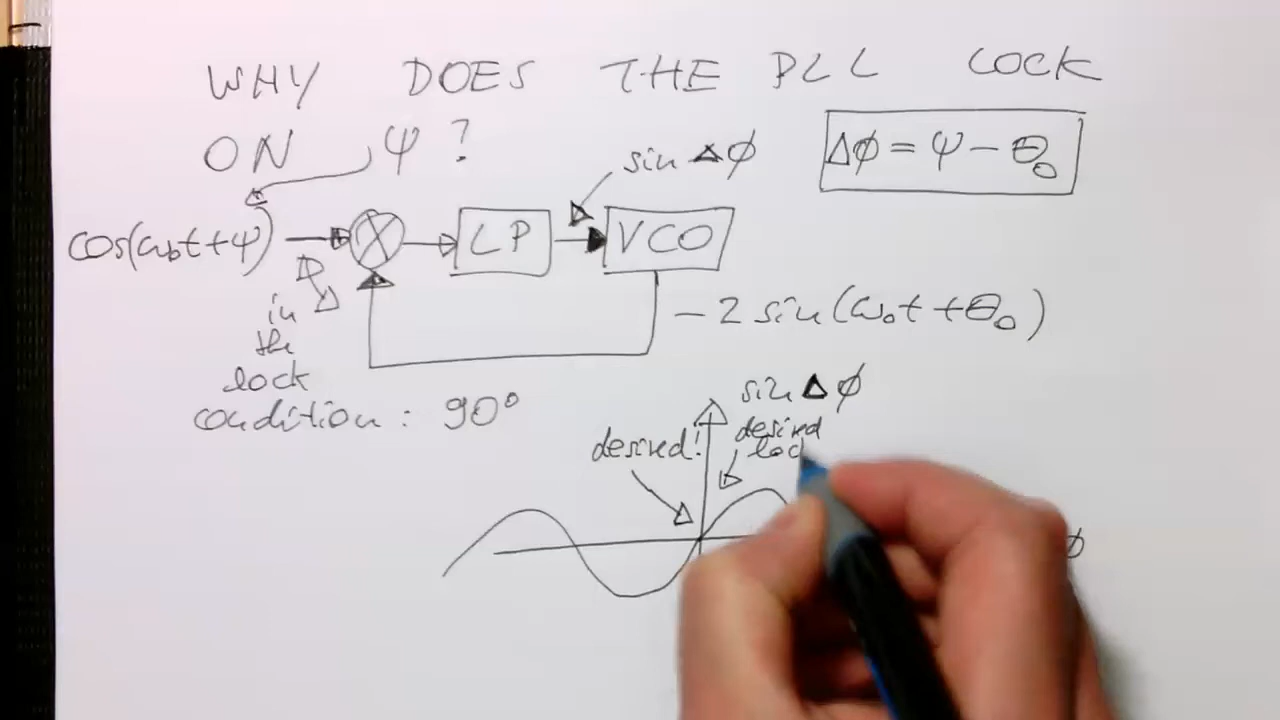 WHY DOES THE PLL LOCK
ON ψ ?
sin Δϕ
Δϕ = ψ − θ₀
cos(ω₀t+ψ)
X
LP
VCO
−2 sin(ω₀t+θ₀)
in
the
lock
condition : 90°
sin Δϕ
desired!
desired
loc
ϕ